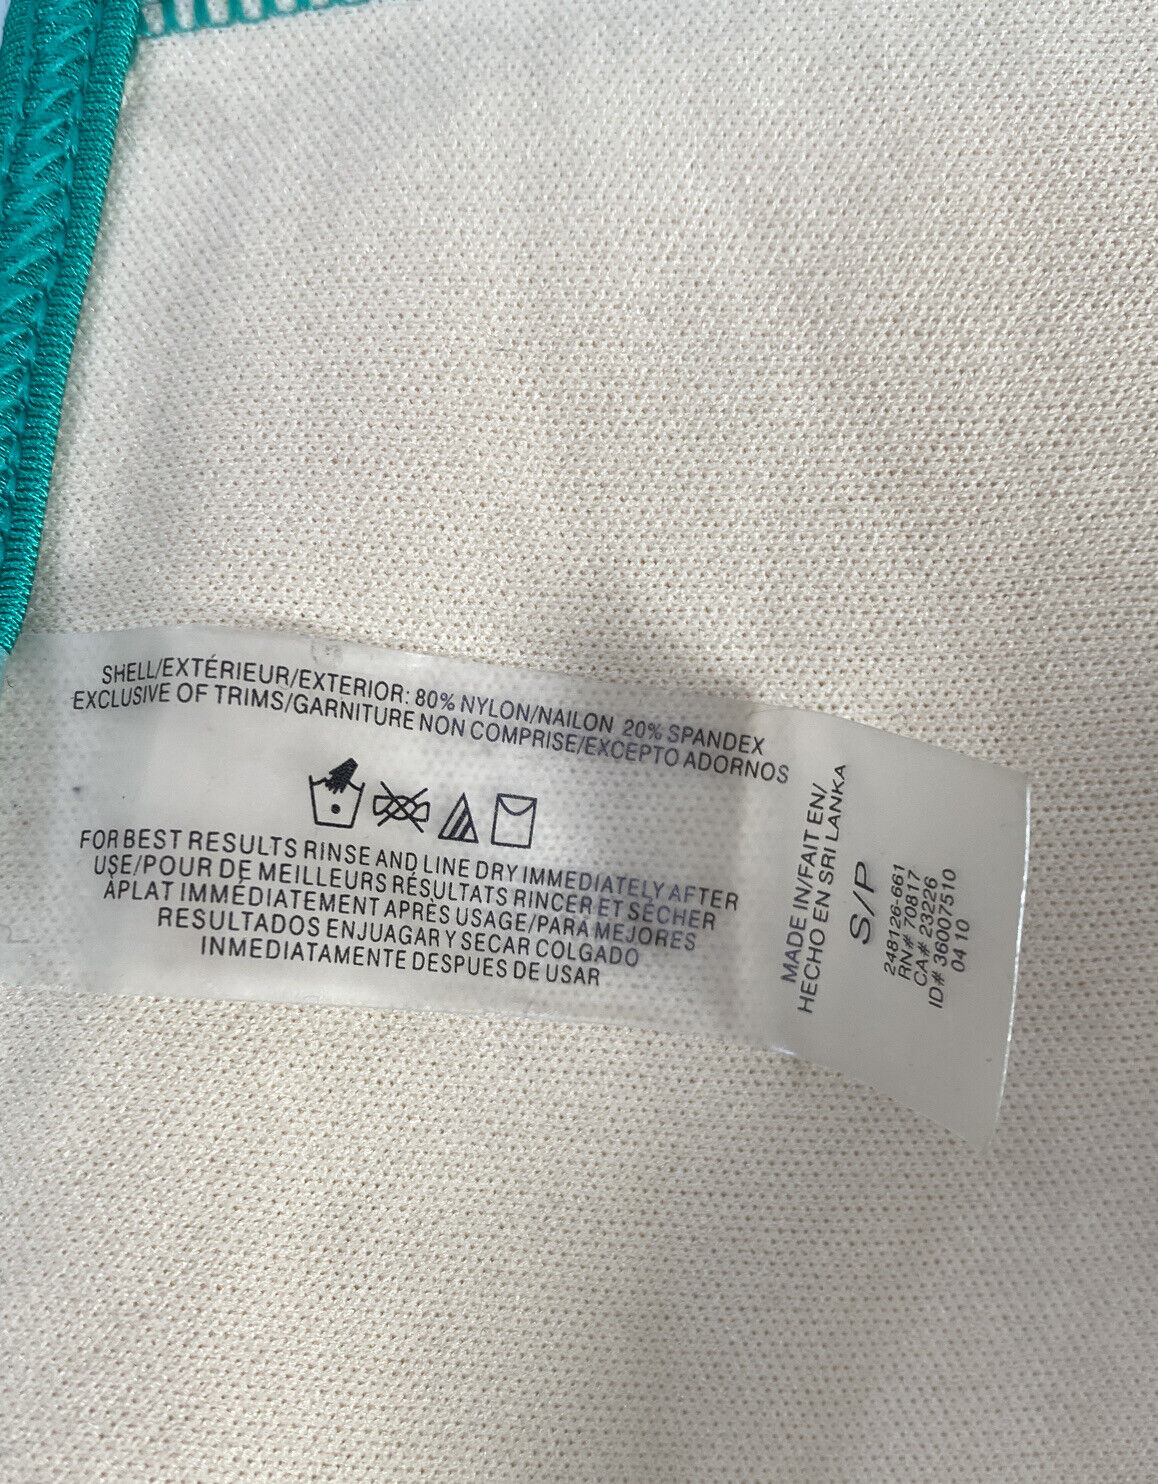 SHELL/EXTÉRIEUR/EXTERIOR: 80% NYLON/NAILON 20% SPANDEX
EXCLUSIVE OF TRIMS/GARNITURE NON COMPRISE/EXCEPTO ADORNOS
FOR BEST RESULTS RINSE AND LINE DRY IMMEDIATELY AFTER
USE/POUR DE MEILLEURS RÉSULTATS RINCER ET SÉCHER
ÀPLAT IMMÉDIATEMENT APRÈS USAGE/PARA MEJORES
RESULTADOS ENJUAGAR Y SECAR COLGADO
INMEDIATAMENTE DESPUES DE USAR
MADE IN/FAIT EN/
HECHO EN SRI LANKA
S/P
248126-661
RN# 70817
CA# 23226
ID# 36007510
04 10